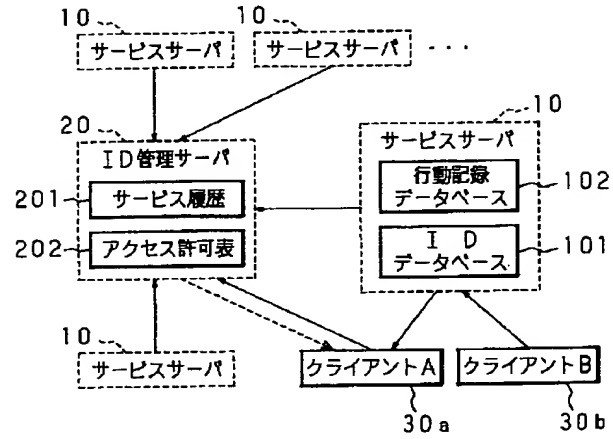 10
10
サービスサーバ
サービスサーバ
・・・
20
ID管理サーバ
201
サービス履歴
202
アクセス許可表
10
サービスサーバ
行動記録
データベース
102
ID
データベース
101
10
サービスサーバ
クライアントA
クライアントB
30a
30b